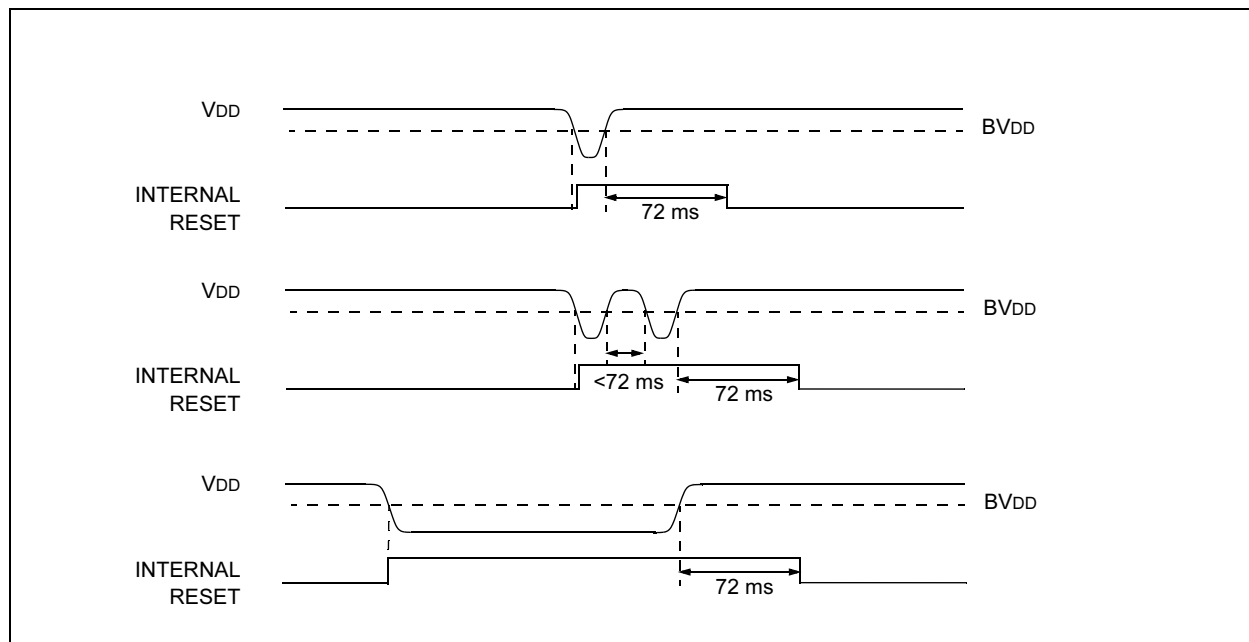 VDD
BVDD
INTERNAL
RESET
72 ms
VDD
BVDD
INTERNAL
RESET
<72 ms
72 ms
VDD
BVDD
INTERNAL
RESET
72 ms